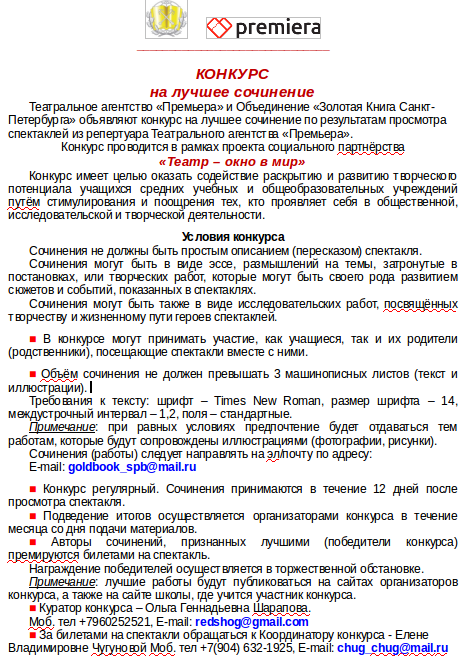 premiera
КОНКУРС
на лучшее сочинение
Театральное агентство «Премьера» и Объединение «Золотая Книга Санкт-
Петербурга» объявляют конкурс на лучшее сочинение по результатам просмотра
спектаклей из репертуара Театрального агентства «Премьера».
Конкурс проводится в рамках проекта социального партнёрства
«Театр – окно в мир»
Конкурс имеет целью оказать содействие раскрытию и развитию творческого
потенциала учащихся средних учебных и общеобразовательных учреждений
путём стимулирования и поощрения тех, кто проявляет себя в общественной,
исследовательской и творческой деятельности.
Условия конкурса
Сочинения не должны быть простым описанием (пересказом) спектакля.
Сочинения могут быть в виде эссе, размышлений на темы, затронутые в
постановках, или творческих работ, которые могут быть своего рода развитием
сюжетов и событий, показанных в спектаклях.
Сочинения могут быть также в виде исследовательских работ, посвящённых
творчеству и жизненному пути героев спектаклей.
■ В конкурсе могут принимать участие, как учащиеся, так и их родители
(родственники), посещающие спектакли вместе с ними.
■ Объём сочинения не должен превышать 3 машинописных листов (текст и
иллюстрации).
Требования к тексту: шрифт – Times New Roman, размер шрифта – 14,
междустрочный интервал – 1,2, поля – стандартные.
Примечание: при равных условиях предпочтение будет отдаваться тем
работам, которые будут сопровождены иллюстрациями (фотографии, рисунки).
Сочинения (работы) следует направлять на эл/почту по адресу:
E-mail: goldbook_spb@mail.ru
■ Конкурс регулярный. Сочинения принимаются в течение 12 дней после
просмотра спектакля.
■ Подведение итогов осуществляется организаторами конкурса в течение
месяца со дня подачи материалов.
■ Авторы сочинений, признанных лучшими (победители конкурса)
премируются билетами на спектакль.
Награждение победителей осуществляется в торжественной обстановке.
Примечание: лучшие работы будут публиковаться на сайтах организаторов
конкурса, а также на сайте школы, где учится участник конкурса.
■ Куратор конкурса – Ольга Геннадьевна Шарапова.
Моб. тел +7960252521, E-mail: redshog@gmail.com
■ За билетами на спектакли обращаться к Координатору конкурса - Елене
Владимировне Чугуновой Моб. тел +7(904) 632-1925, E-mail: chug_chug@mail.ru